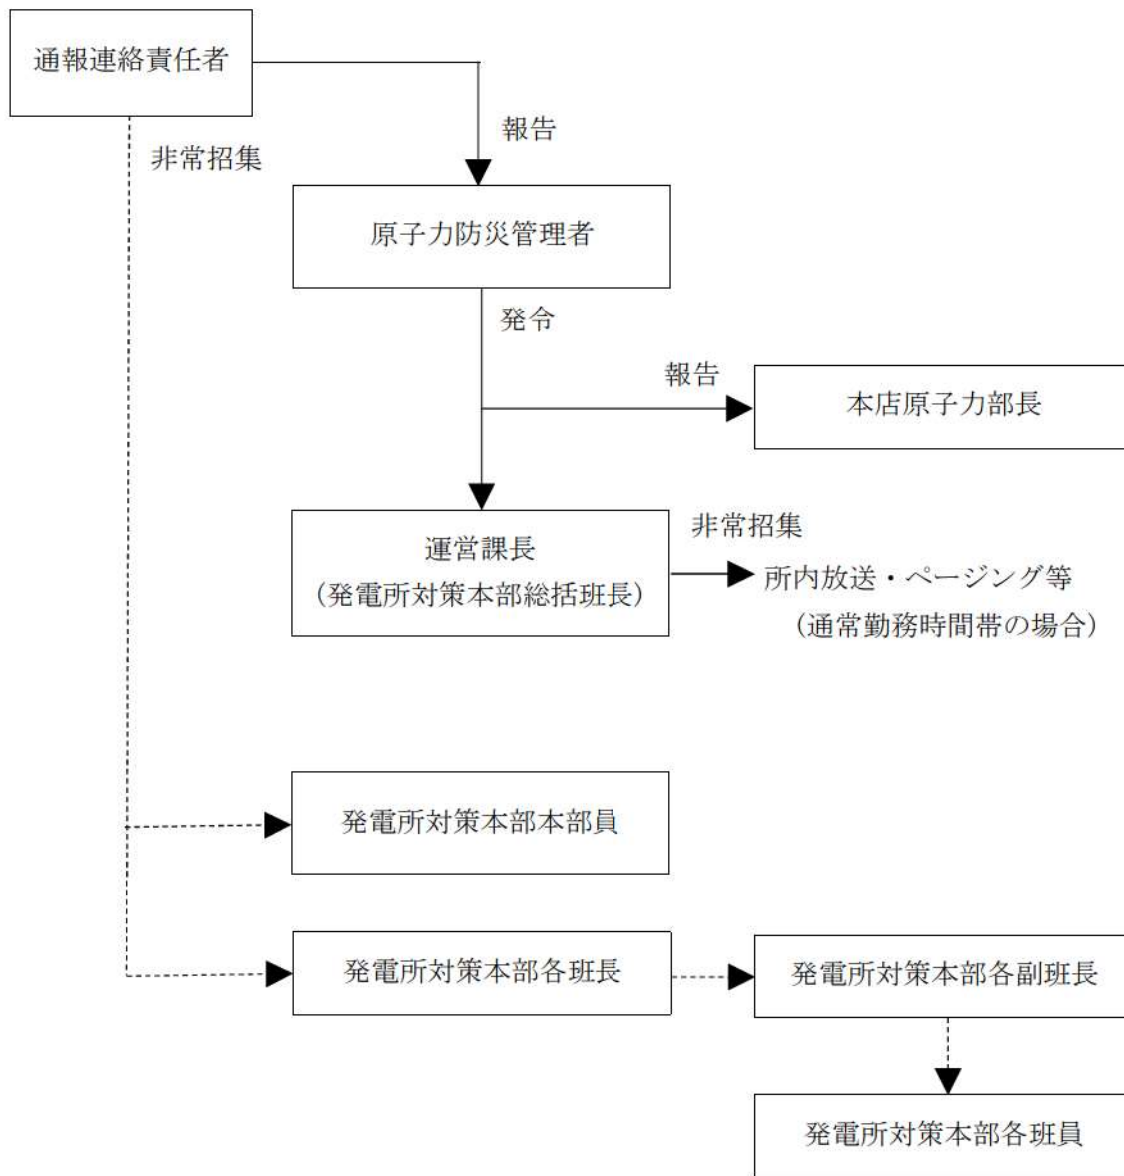 通報連絡責任者
報告
非常招集
原子力防災管理者
発令
報告
本店原子力部長
運営課長
（発電所対策本部総括班長）
非常招集
所内放送・ページング等
（通常勤務時間帯の場合）
発電所対策本部本部員
発電所対策本部各班長
発電所対策本部各副班長
発電所対策本部各班員